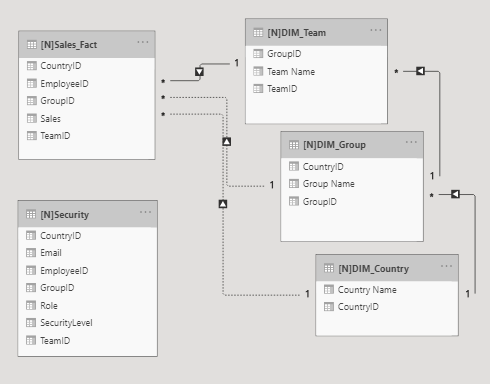 [N]Sales_Fact
CountryID
EmployeeID
GroupID
Sales
TeamID
[N]Security
CountryID
Email
EmployeeID
GroupID
Role
SecurityLevel
TeamID
[N]DIM_Team
GroupID
Team Name
TeamID
[N]DIM_Group
CountryID
Group Name
GroupID
[N]DIM_Country
Country Name
CountryID
*
1
*
1
*
1
*
1
*
1